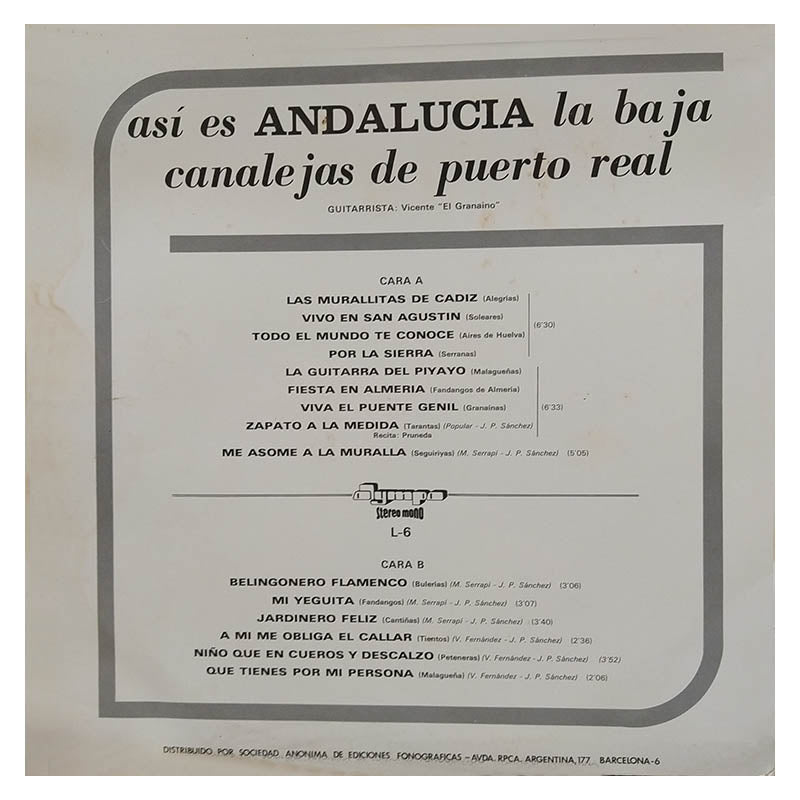 así es ANDALUCIA la baja
canalejas de puerto real
GUITARRISTA: Vicente "El Granaino"
CARA A
LAS MURALLITAS DE CADIZ (Alegrías)
VIVO EN SAN AGUSTIN (Soleares)
(6'30)
TODO EL MUNDO TE CONOCE (Aires de Huelva)
POR LA SIERRA (Serranas)
LA GUITARRA DEL PIYAYO (Malagueñas)
FIESTA EN ALMERIA (Fandangos de Almería)
VIVA EL PUENTE GENIL (Granaínas) (6'33)
ZAPATO A LA MEDIDA (Tarantas) (Popular - J. P. Sánchez)
Recita: Pruneda
ME ASOME A LA MURALLA (Seguiriyas) (M. Serrapí - J. P. Sánchez) (5'05)
Olympo
Stereo mono
L-6
CARA B
BELINGONERO FLAMENCO (Bulerías) (M. Serrapí - J. P. Sánchez) (3'06)
MI YEGUITA (Fandangos) (M. Serrapí - J. P. Sánchez) (3'07)
JARDINERO FELIZ (Cantiñas) (M. Serrapí - J. P. Sánchez) (3'40)
A MI ME OBLIGA EL CALLAR (Tientos) (V. Fernández - J. P. Sánchez) (2'36)
NIÑO QUE EN CUEROS Y DESCALZO (Peteneras) (V. Fernández - J. P. Sánchez) (3'52)
QUE TIENES POR MI PERSONA (Malagueña) (V. Fernández - J. P. Sánchez) (2'06)
DISTRIBUIDO POR SOCIEDAD ANONIMA DE EDICIONES FONOGRAFICAS - AVDA. RPCA. ARGENTINA, 177 BARCELONA-6